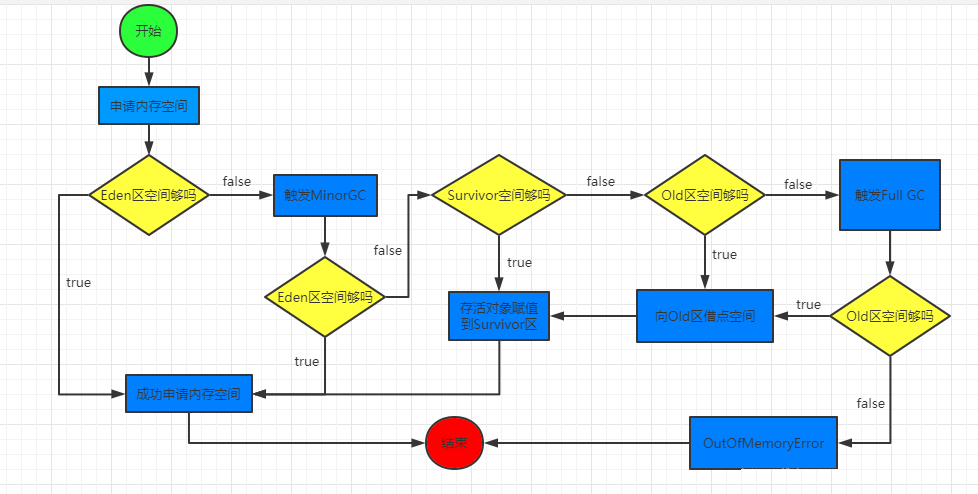 开始
申请内存空间
Eden区空间够吗
false
触发MinorGC
Survivor空间够吗
false
Old区空间够吗
false
触发Full GC
true
Eden区空间够吗
false
true
true
存活对象赋值
到Survivor区
向Old区借点空间
true
Old区空间够吗
true
成功申请内存空间
false
结束
OutOfMemoryError